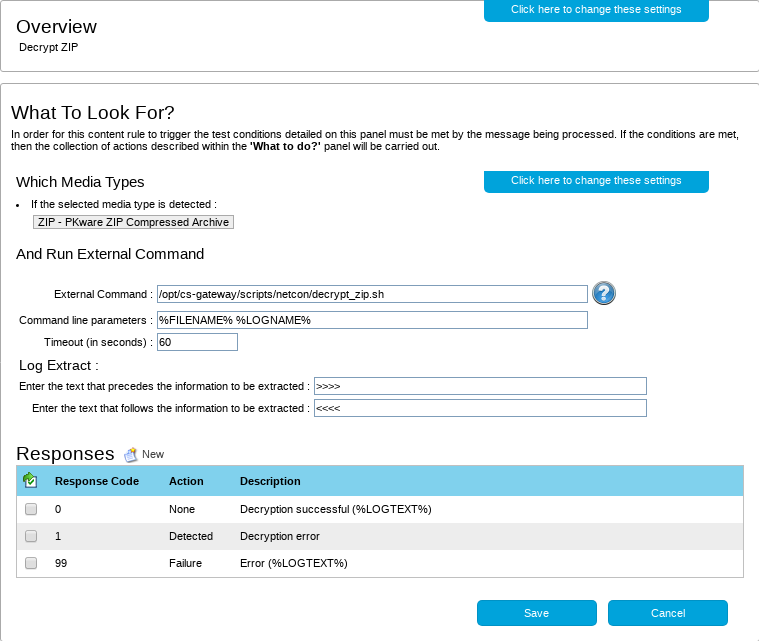 Click here to change these settings
Overview
Decrypt ZIP
What To Look For?
In order for this content rule to trigger the test conditions detailed on this panel must be met by the message being processed. If the conditions are met,
then the collection of actions described within the 'What to do?' panel will be carried out.
Which Media Types
Click here to change these settings
If the selected media type is detected :
ZIP - PKware ZIP Compressed Archive
And Run External Command
External Command : /opt/cs-gateway/scripts/netcon/decrypt_zip.sh
Command line parameters : %FILENAME% %LOGNAME%
Timeout (in seconds) : 60
Log Extract :
Enter the text that precedes the information to be extracted : >>>>
Enter the text that follows the information to be extracted : <<<<
Responses New
Response Code Action Description
0 None Decryption successful (%LOGTEXT%)
1 Detected Decryption error
99 Failure Error (%LOGTEXT%)
Save Cancel